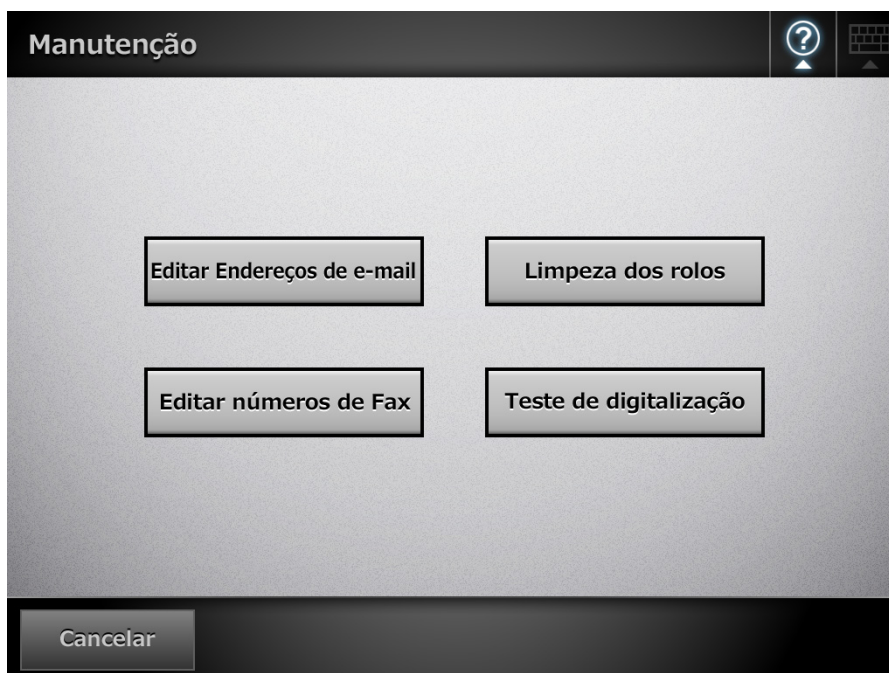 Manutenção
?
Editar Endereços de e-mail
Limpeza dos rolos
Editar números de Fax
Teste de digitalização
Cancelar